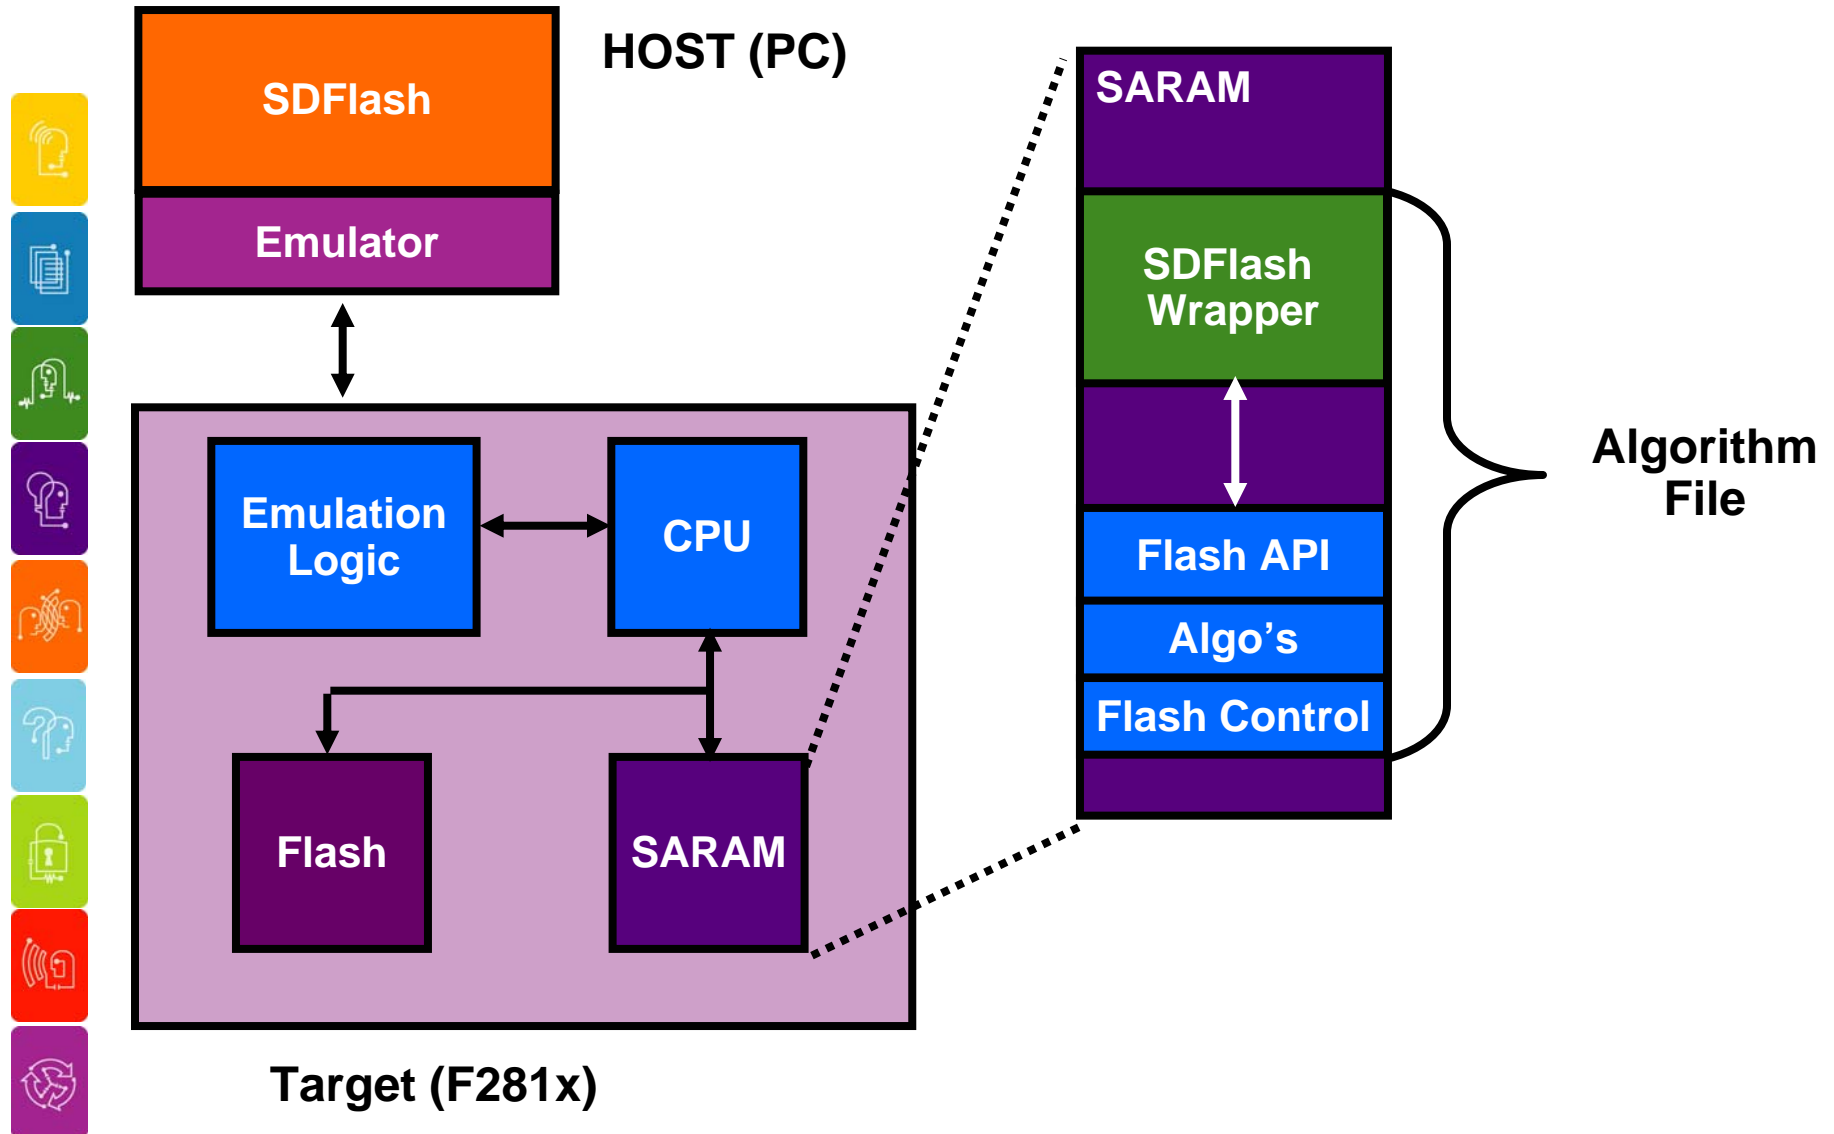 HOST (PC)
SDFlash
Emulator
Emulation
Logic
CPU
Flash
SARAM
Target (F281x)
SARAM
SDFlash
Wrapper
Flash API
Algo's
Flash Control
Algorithm
File